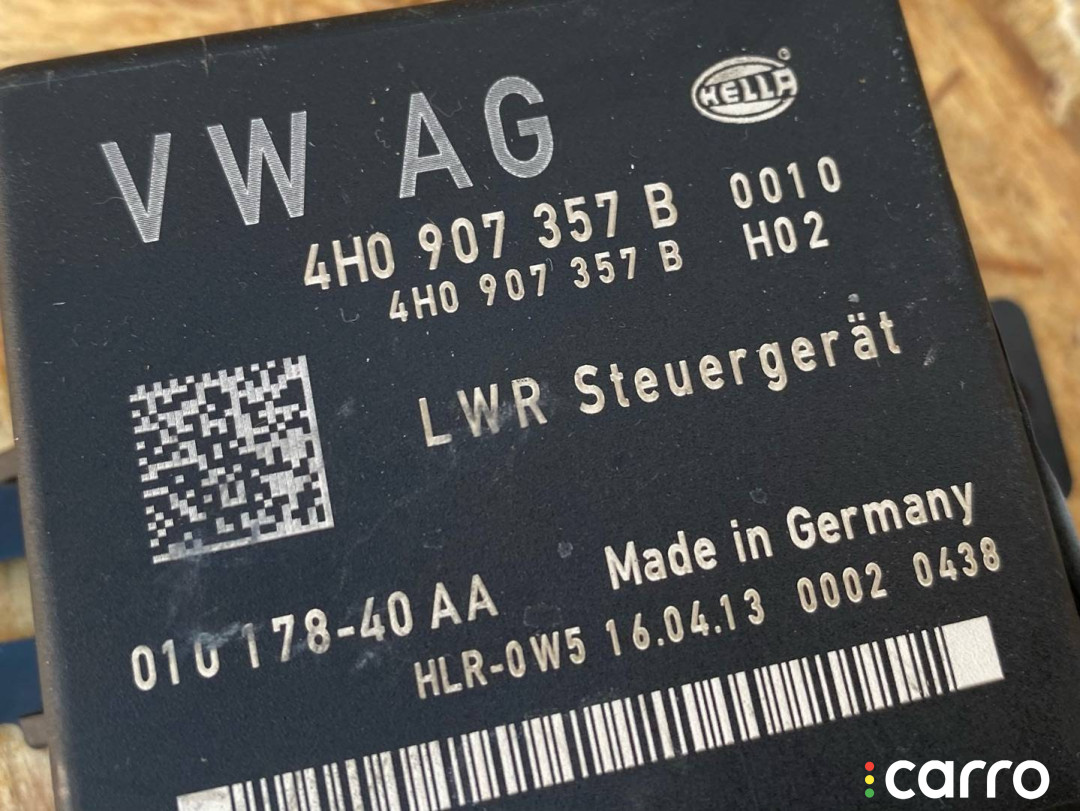 HELLA®
VW AG
4H0 907 357 B 0010
4H0 907 357 B H02
LWR Steuergerät
Made in Germany
010 178-40 AA
HLR-0W5 16.04.13 0002 0438
carro